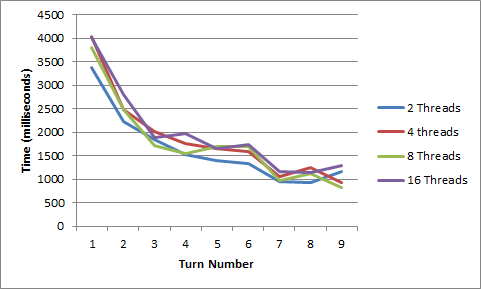 4500
4000
3500
3000
2500
2000
1500
1000
500
0
Time (milliseconds)
1 2 3 4 5 6 7 8 9
Turn Number
2 Threads
4 threads
8 Threads
16 Threads